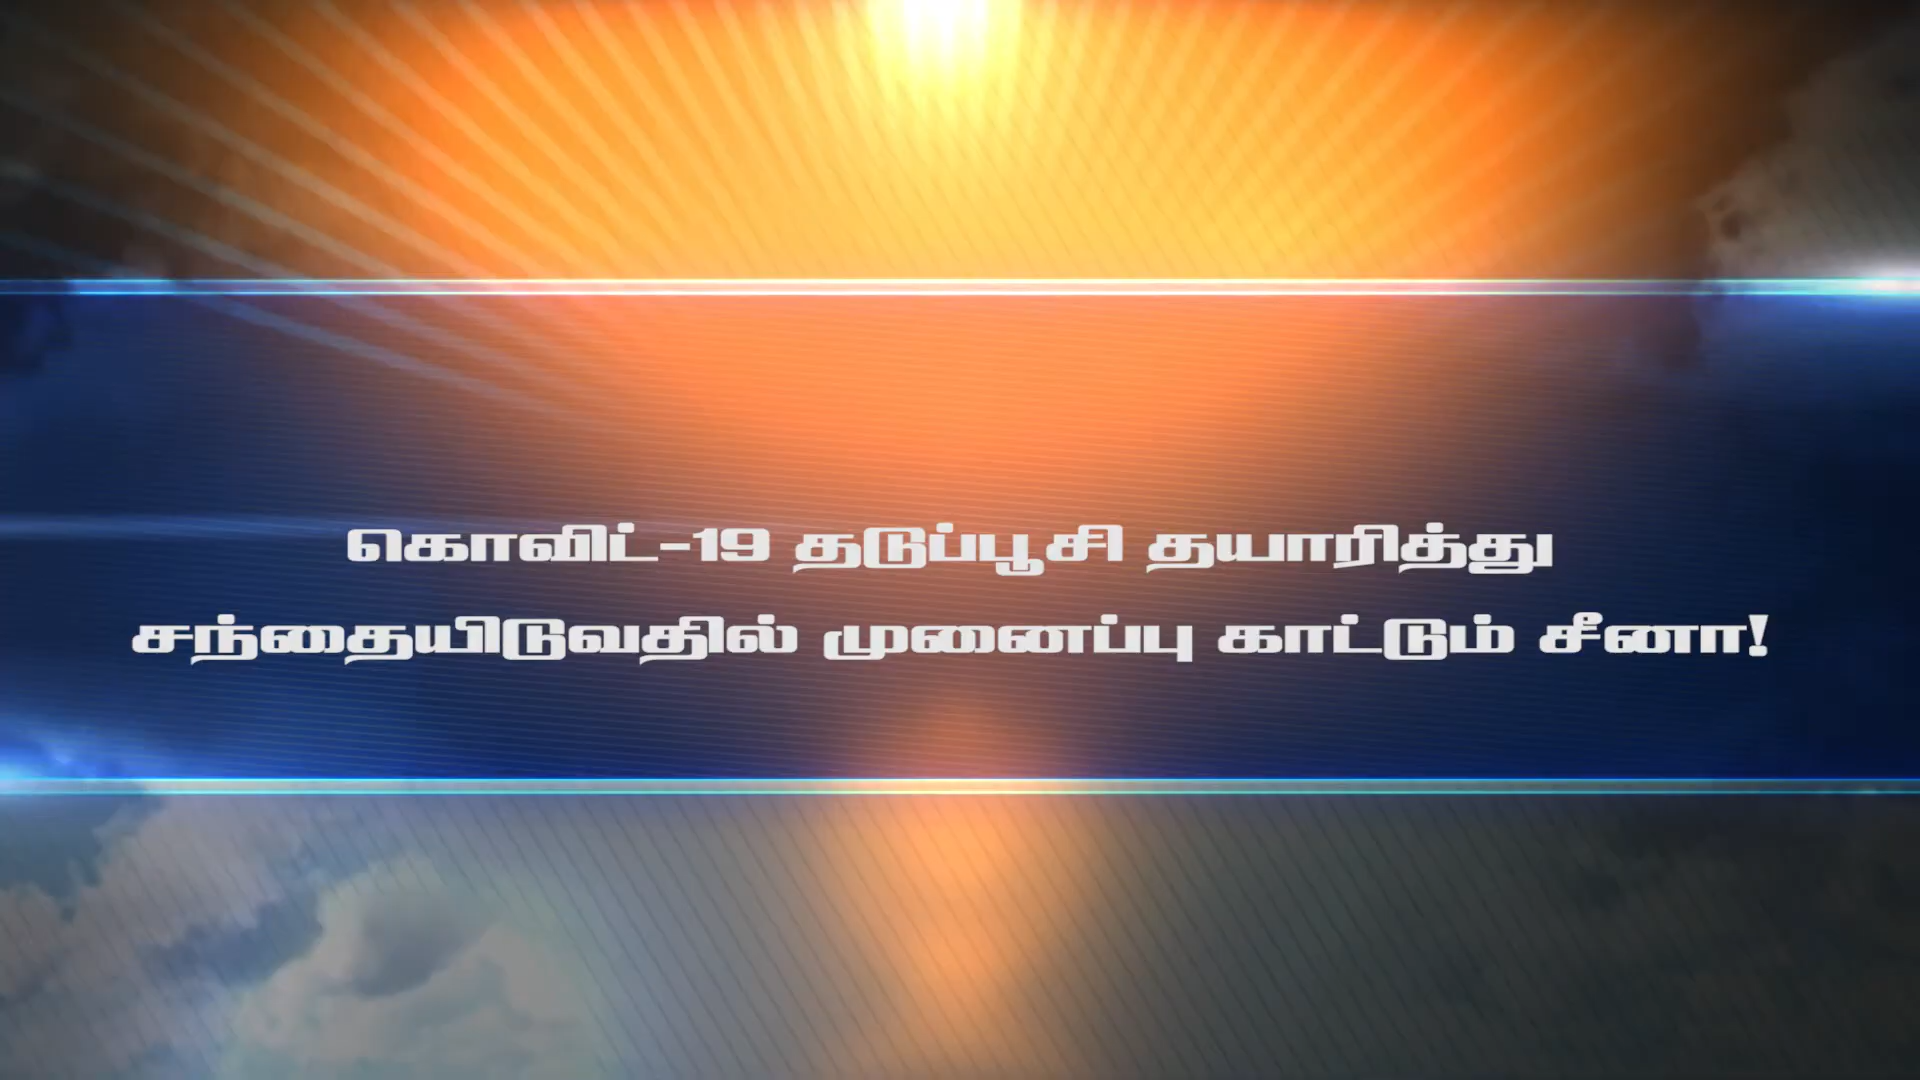 கொவிட்-19 தடுப்பூசி தயாரித்து
சந்தையிடுவதில் முனைப்பு காட்டும் சீனா!